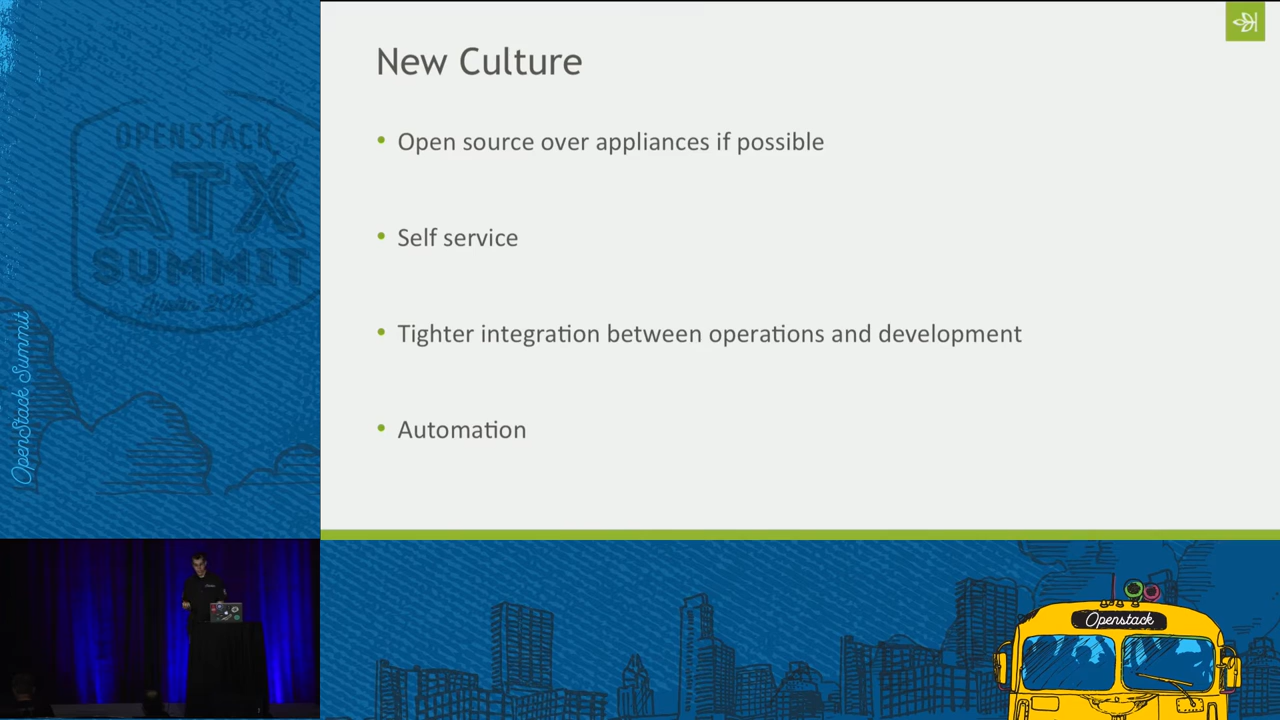 New Culture
• Open source over appliances if possible
• Self service
• Tighter integration between operations and development
• Automation
OPENSTACK
ATX
SUMMIT
Austin 2016
OpenStack Summit
Openstack